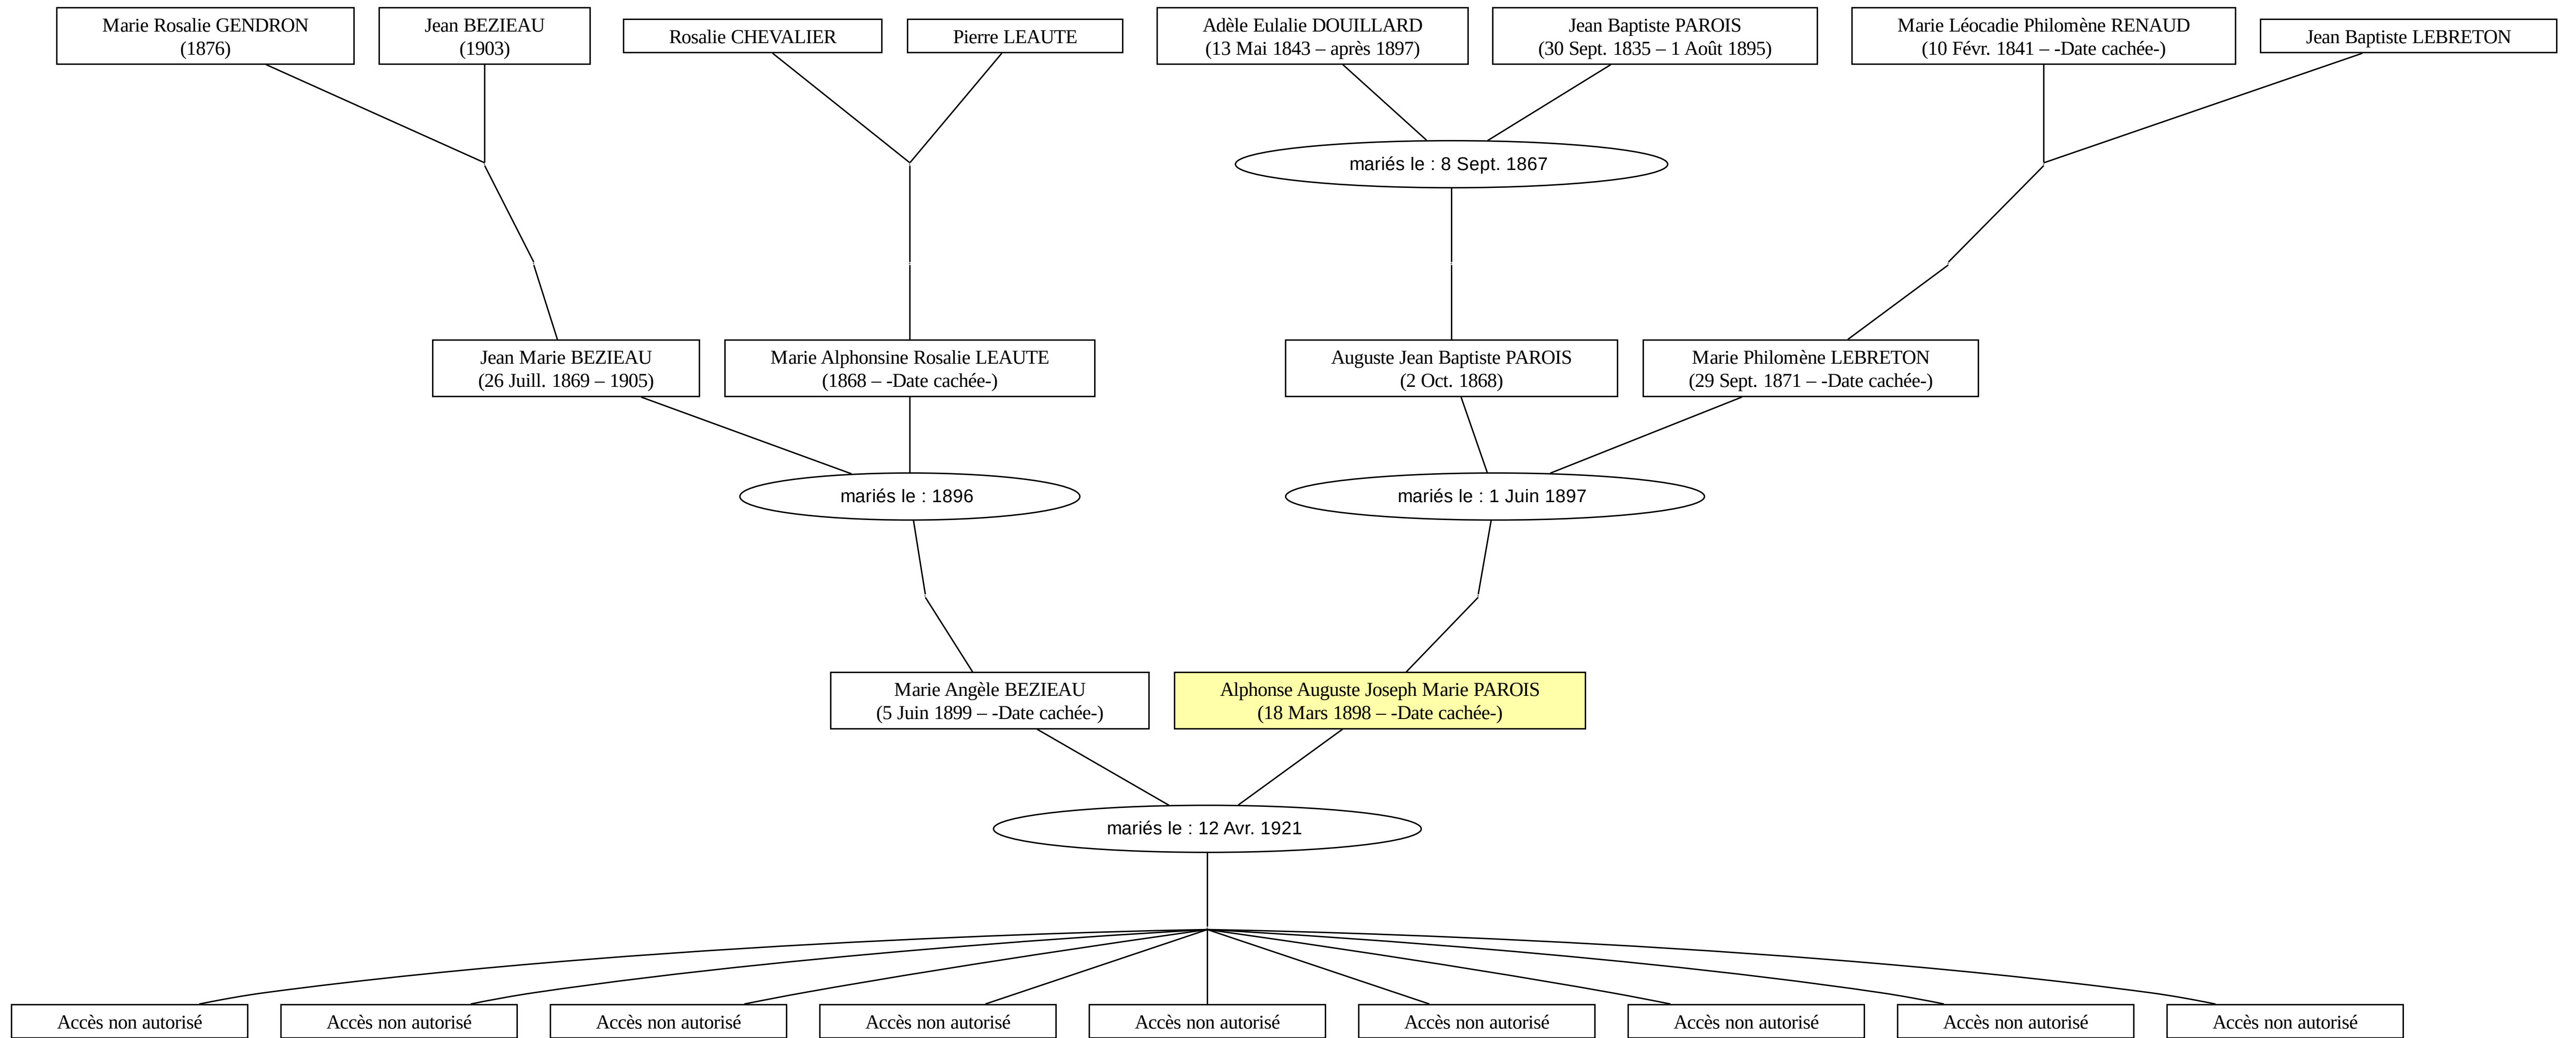 Marie Rosalie GENDRON
(1876)
Jean BEZIEAU
(1903)
Rosalie CHEVALIER
Pierre LEAUTE
Adèle Eulalie DOUILLARD
(13 Mai 1843 – après 1897)
Jean Baptiste PAROIS
(30 Sept. 1835 – 1 Août 1895)
Marie Léocadie Philomène RENAUD
(10 Févr. 1841 – -Date cachée-)
Jean Baptiste LEBRETON
mariés le : 8 Sept. 1867
Jean Marie BEZIEAU
(26 Juill. 1869 – 1905)
Marie Alphonsine Rosalie LEAUTE
(1868 – -Date cachée-)
Auguste Jean Baptiste PAROIS
(2 Oct. 1868)
Marie Philomène LEBRETON
(29 Sept. 1871 – -Date cachée-)
mariés le : 1896
mariés le : 1 Juin 1897
Marie Angèle BEZIEAU
(5 Juin 1899 – -Date cachée-)
Alphonse Auguste Joseph Marie PAROIS
(18 Mars 1898 – -Date cachée-)
mariés le : 12 Avr. 1921
Accès non autorisé
Accès non autorisé
Accès non autorisé
Accès non autorisé
Accès non autorisé
Accès non autorisé
Accès non autorisé
Accès non autorisé
Accès non autorisé